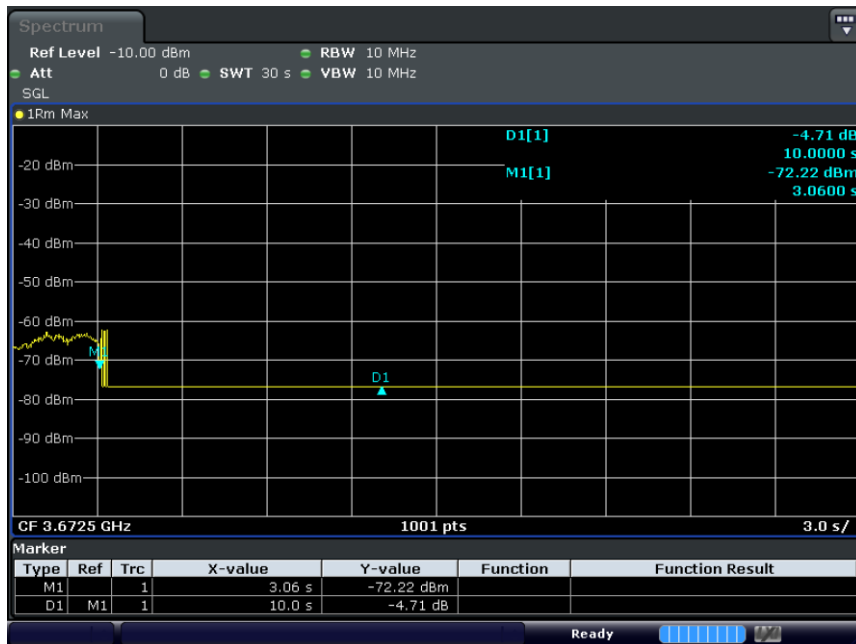 Spectrum
Ref Level -10.00 dBm RBW 10 MHz
Att 0 dB SWT 30 s VBW 10 MHz
SGL
1Rm Max
D1[1] -4.71 dB
10.0000 s
-20 dBm
M1[1] -72.22 dBm
3.0600 s
-30 dBm
-40 dBm
-50 dBm
-60 dBm
M1
-70 dBm
D1
-80 dBm
-90 dBm
-100 dBm
CF 3.6725 GHz 1001 pts 3.0 s/
Marker
Type Ref Trc X-value Y-value Function Function Result
M1 1 3.06 s -72.22 dBm
D1 M1 1 10.0 s -4.71 dB
Ready